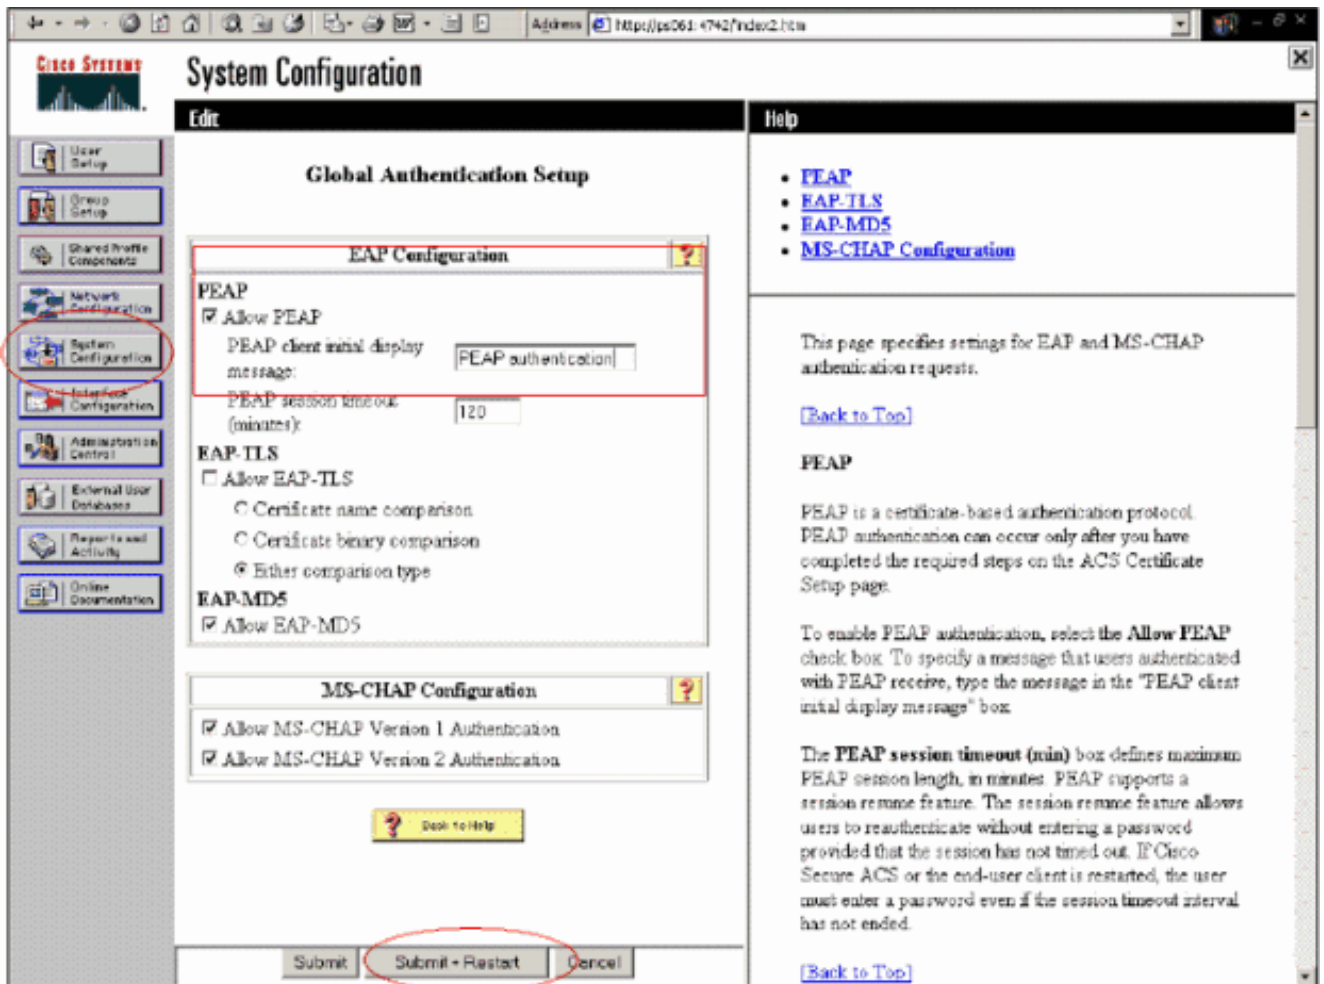 Address http://ps061:4742/index2.htm
CISCO SYSTEMS
System Configuration
Edit
User Setup
Group Setup
Shared Profile Components
Network Configuration
System Configuration
Interface Configuration
Administration Control
External User Databases
Reports and Activity
Online Documentation
Global Authentication Setup
EAP Configuration
?
PEAP
Allow PEAP
PEAP client initial display message:
PEAP authentication
PEAP session timeout (minutes):
120
EAP-TLS
Allow EAP-TLS
Certificate name comparison
Certificate binary comparison
Either comparison type
EAP-MD5
Allow EAP-MD5
MS-CHAP Configuration
?
Allow MS-CHAP Version 1 Authentication
Allow MS-CHAP Version 2 Authentication
? Back to Help
Submit
Submit + Restart
Cancel
Help
PEAP
EAP-TLS
EAP-MD5
MS-CHAP Configuration
This page specifies settings for EAP and MS-CHAP
authentication requests.
[Back to Top]
PEAP
PEAP is a certificate-based authentication protocol.
PEAP authentication can occur only after you have
completed the required steps on the ACS Certificate
Setup page.
To enable PEAP authentication, select the Allow PEAP
check box. To specify a message that users authenticated
with PEAP receive, type the message in the "PEAP client
initial display message" box.
The PEAP session timeout (min) box defines maximum
PEAP session length, in minutes. PEAP supports a
session resume feature. The session resume feature allows
users to reauthenticate without entering a password
provided that the session has not timed out. If Cisco
Secure ACS or the end-user client is restarted, the user
must enter a password even if the session timeout interval
has not ended.
[Back to Top]